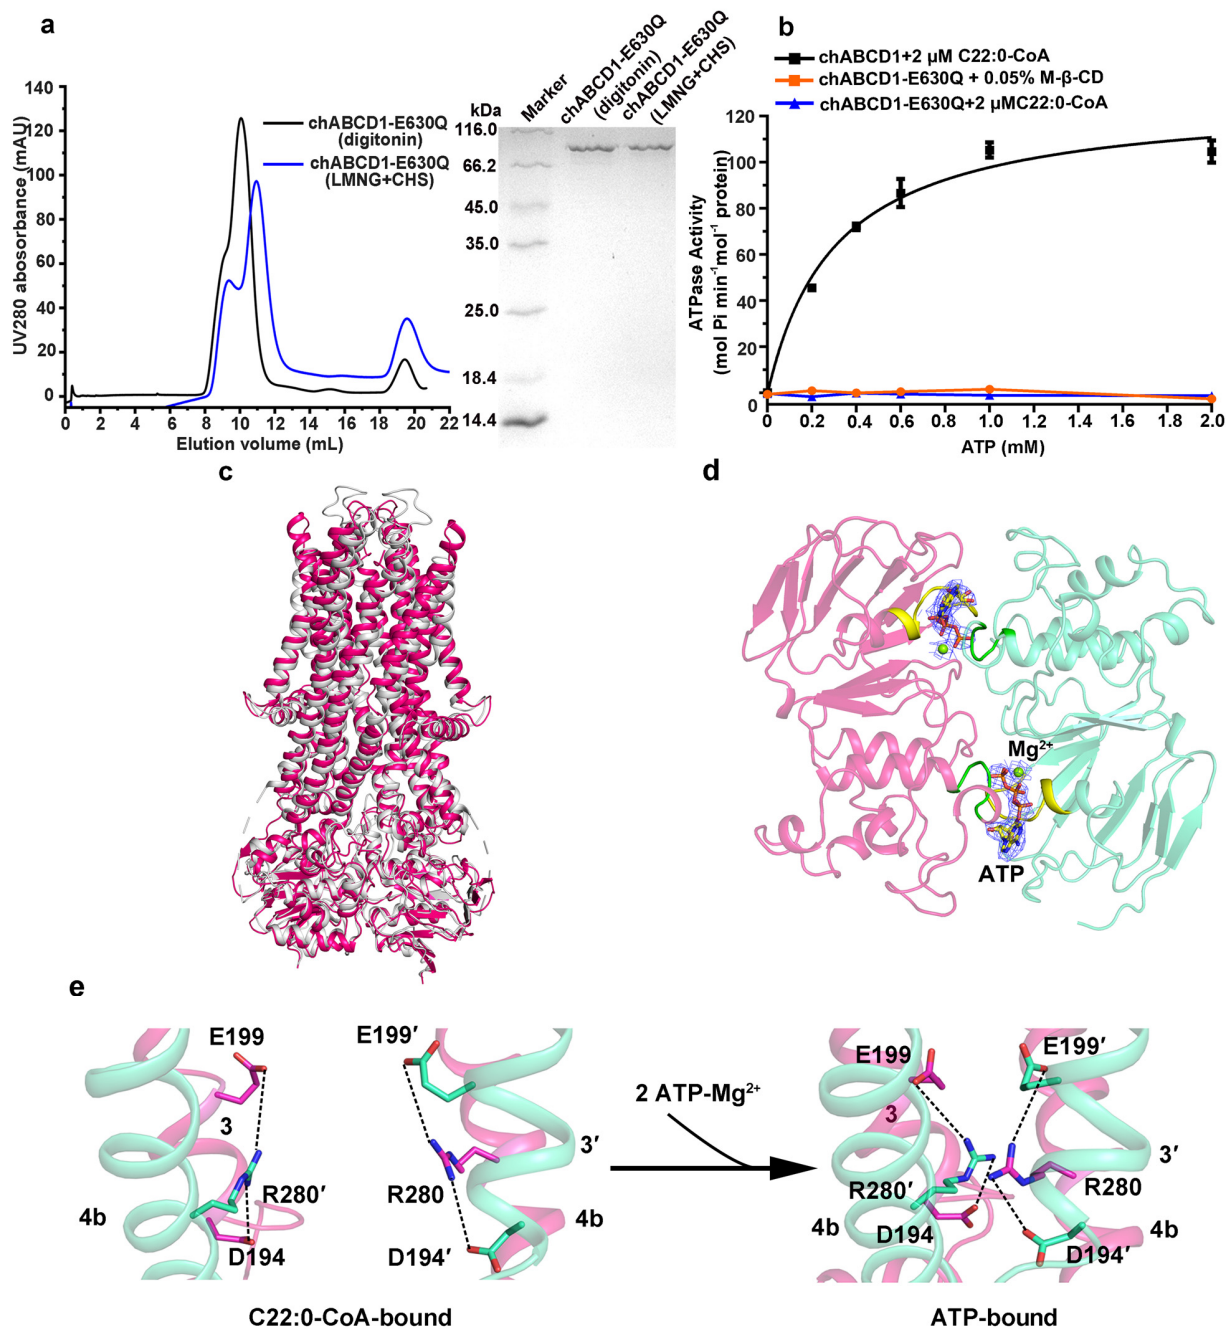 a
140
120
100
80
60
40
20
0
UV280 abosorbance (mAU)
0 2 4 6 8 10 12 14 16 18 20 22
Elution volume (mL)
chABCD1-E630Q
(digitonin)
chABCD1-E630Q
(LMNG+CHS)
kDa
Marker
chABCD1-E630Q
(digitonin)
chABCD1-E630Q
(LMNG+CHS)
116.0
66.2
45.0
35.0
25.0
18.4
14.4
b
chABCD1+2 µM C22:0-CoA
chABCD1-E630Q + 0.05% M-β-CD
chABCD1-E630Q+2 µMC22:0-CoA
120
100
80
60
40
20
0
ATPase Activity
(mol Pi min⁻¹mol⁻¹ protein)
0 0.2 0.4 0.6 0.8 1.0 1.2 1.4 1.6 1.8 2.0
ATP (mM)
c
d
Mg²⁺
ATP
e
E199
3
R280′
4b
D194
E199′
3′
R280
4b
D194′
C22:0-CoA-bound
2 ATP-Mg²⁺
E199
E199′
3
3′
R280′
R280
4b
D194
D194′
4b
ATP-bound